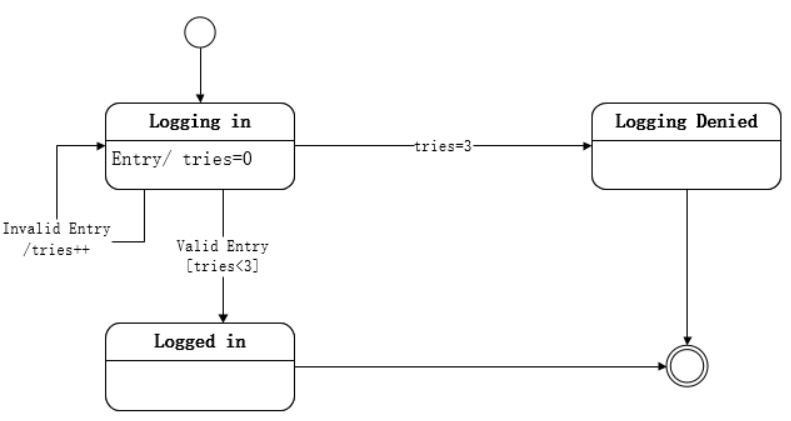 Logging in
Logging Denied
Entry/ tries=0
tries=3
Invalid Entry
/tries++
Valid Entry
[tries<3]
Logged in